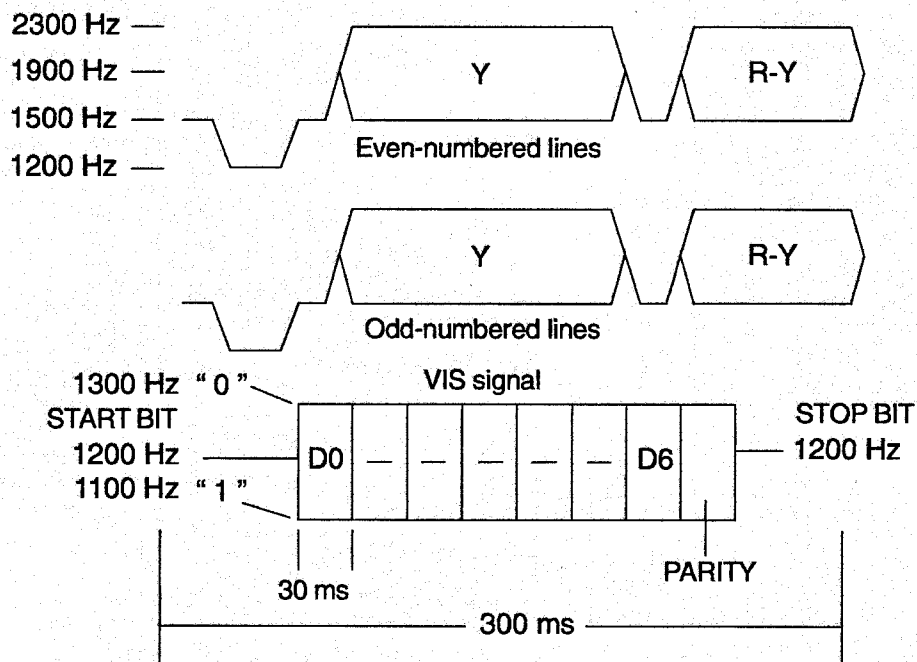 2300 Hz
1900 Hz
1500 Hz
1200 Hz
Y
R-Y
Even-numbered lines
Y
R-Y
Odd-numbered lines
VIS signal
1300 Hz "0"
START BIT
1200 Hz
1100 Hz "1"
D0
D6
STOP BIT
1200 Hz
PARITY
30 ms
300 ms